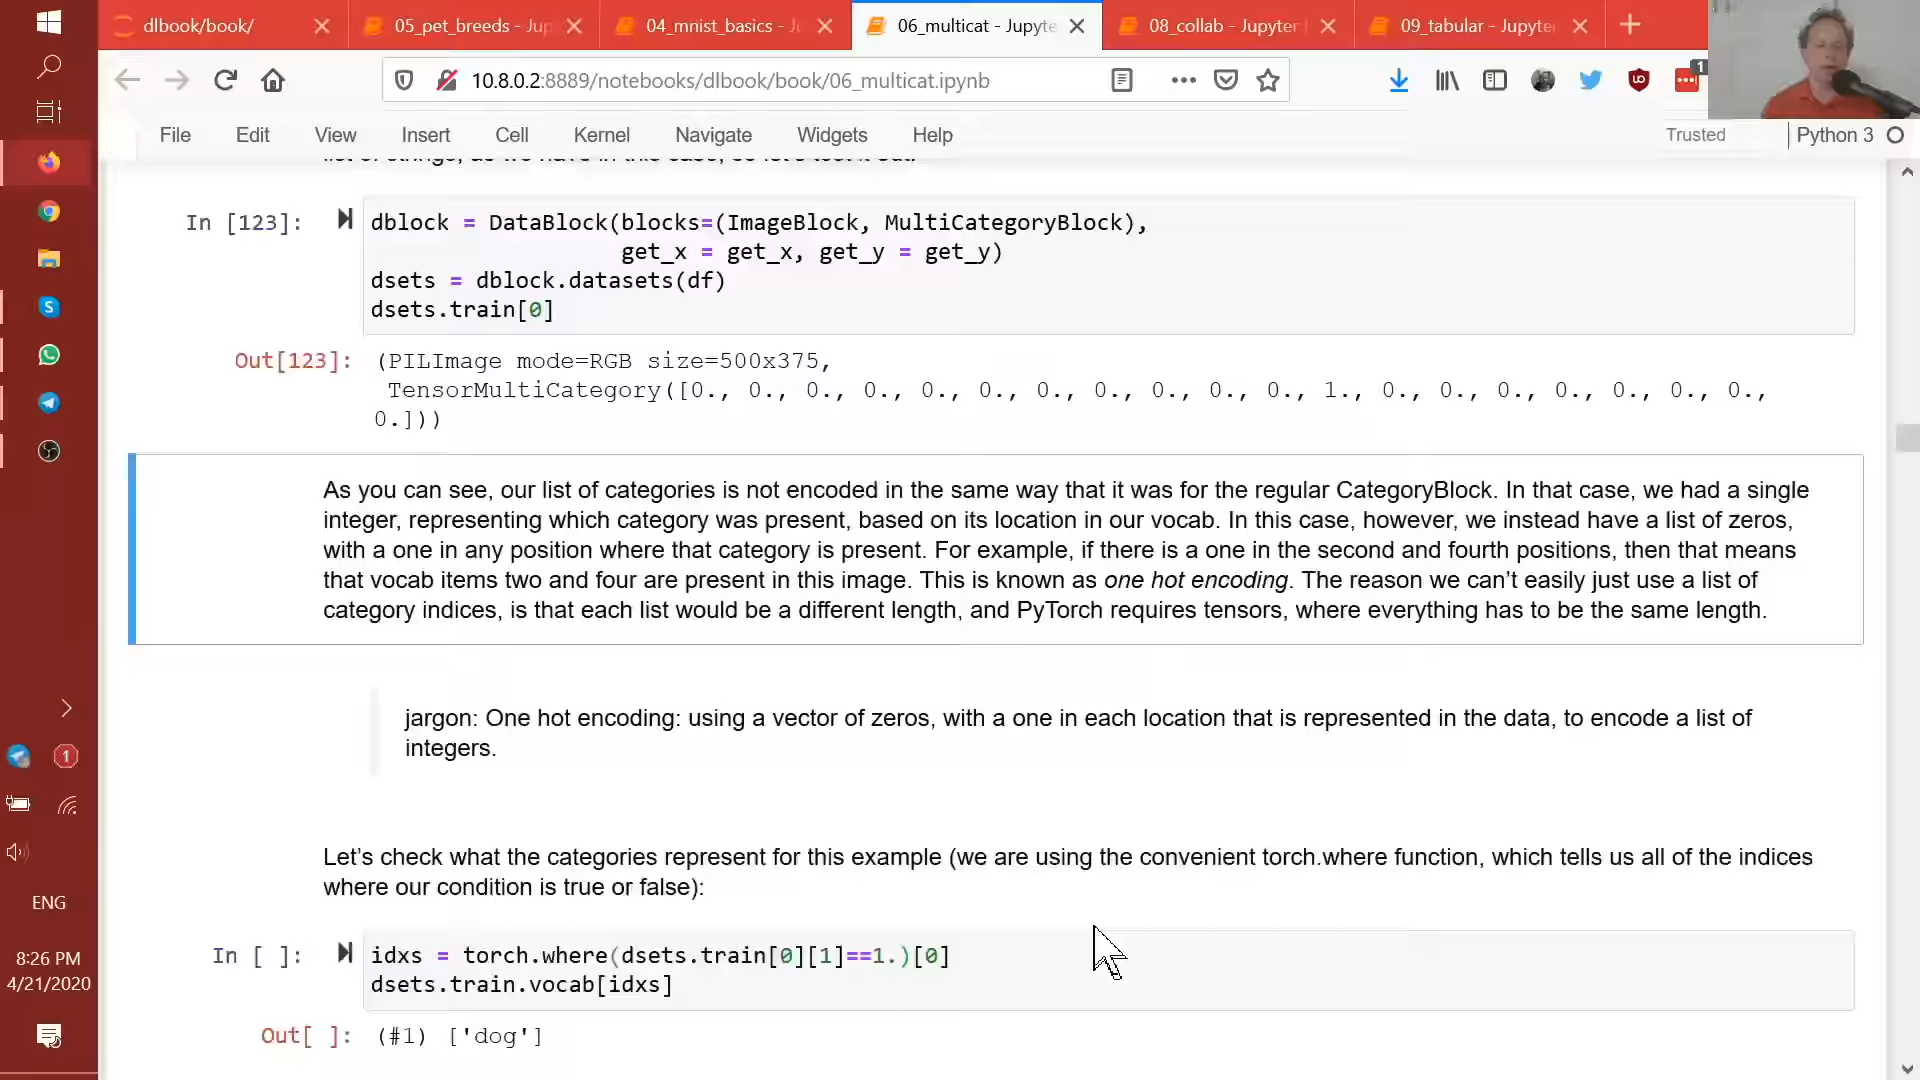 dlbook/book/
05_pet_breeds - Jup
04_mnist_basics - J
06_multicat - Jupyte
08_collab - Jupyter
09_tabular - Jupyter
10.8.0.2:8889/notebooks/dlbook/book/06_multicat.ipynb
1
File Edit View Insert Cell Kernel Navigate Widgets Help
Trusted
Python 3
In [123]:
dblock = DataBlock(blocks=(ImageBlock, MultiCategoryBlock),
get_x = get_x, get_y = get_y)
dsets = dblock.datasets(df)
dsets.train[0]
Out[123]:
(PILImage mode=RGB size=500x375,
TensorMultiCategory([0., 0., 0., 0., 0., 0., 0., 0., 0., 0., 0., 1., 0., 0., 0., 0., 0., 0., 0.,
0.]))
As you can see, our list of categories is not encoded in the same way that it was for the regular CategoryBlock. In that case, we had a single
integer, representing which category was present, based on its location in our vocab. In this case, however, we instead have a list of zeros,
with a one in any position where that category is present. For example, if there is a one in the second and fourth positions, then that means
that vocab items two and four are present in this image. This is known as one hot encoding. The reason we can't easily just use a list of
category indices, is that each list would be a different length, and PyTorch requires tensors, where everything has to be the same length.
jargon: One hot encoding: using a vector of zeros, with a one in each location that is represented in the data, to encode a list of
integers.
Let's check what the categories represent for this example (we are using the convenient torch.where function, which tells us all of the indices
where our condition is true or false):
In [ ]:
idxs = torch.where(dsets.train[0][1]==1.)[0]
dsets.train.vocab[idxs]
Out[ ]:
(#1) ['dog']
1
ENG
8:26 PM
4/21/2020